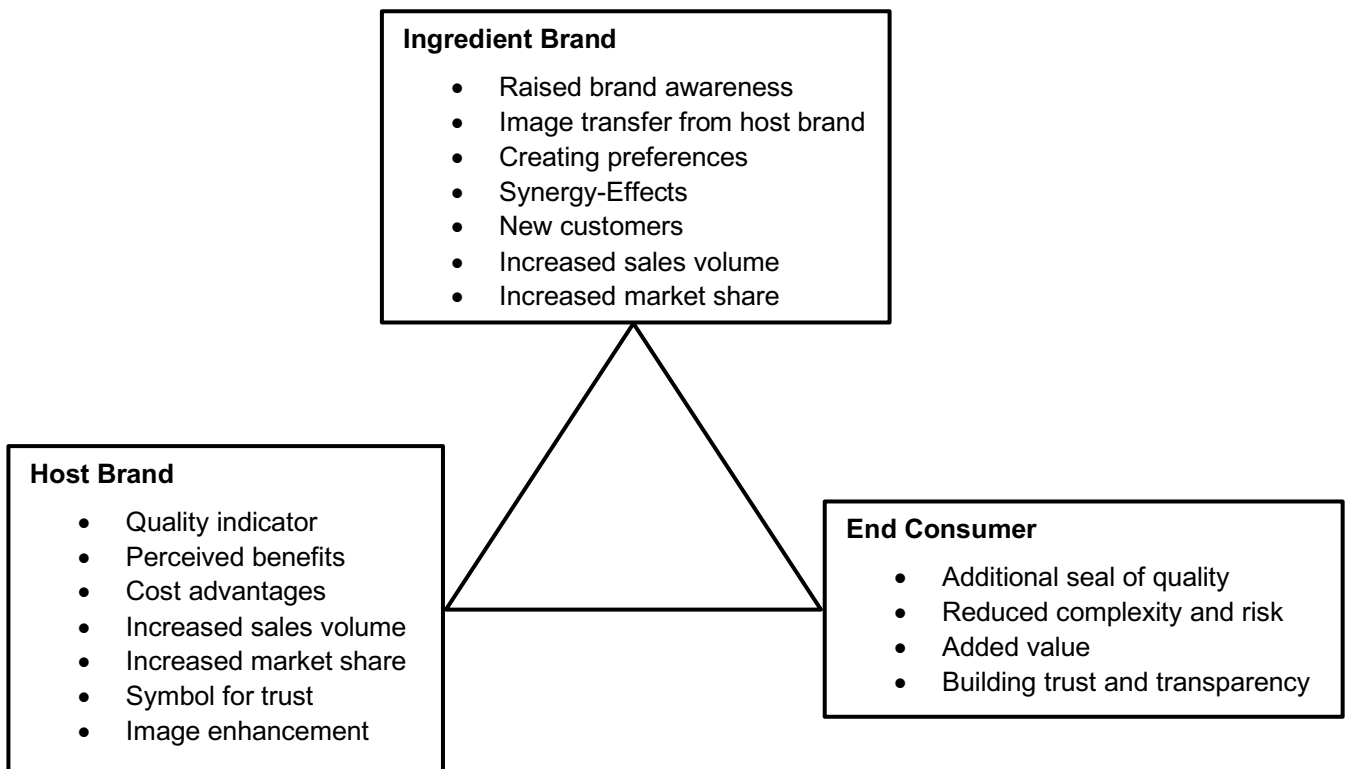 Ingredient Brand
• Raised brand awareness
• Image transfer from host brand
• Creating preferences
• Synergy-Effects
• New customers
• Increased sales volume
• Increased market share
Host Brand
• Quality indicator
• Perceived benefits
• Cost advantages
• Increased sales volume
• Increased market share
• Symbol for trust
• Image enhancement
End Consumer
• Additional seal of quality
• Reduced complexity and risk
• Added value
• Building trust and transparency